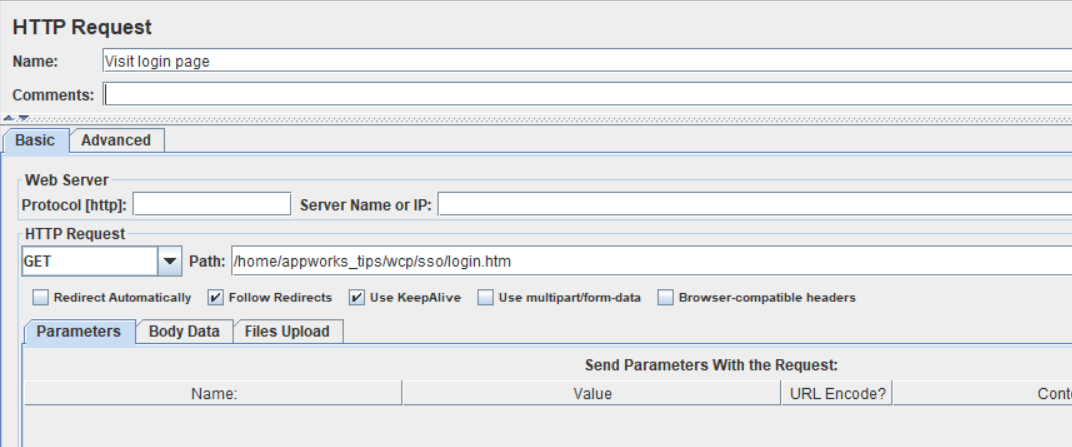 HTTP Request
Name: Visit login page
Comments:
Basic Advanced
Web Server
Protocol [http]: Server Name or IP:
HTTP Request
GET Path: /home/appworks_tips/wcp/sso/login.htm
Redirect Automatically Follow Redirects Use KeepAlive Use multipart/form-data Browser-compatible headers
Parameters Body Data Files Upload
Send Parameters With the Request:
Name: Value URL Encode? Cont